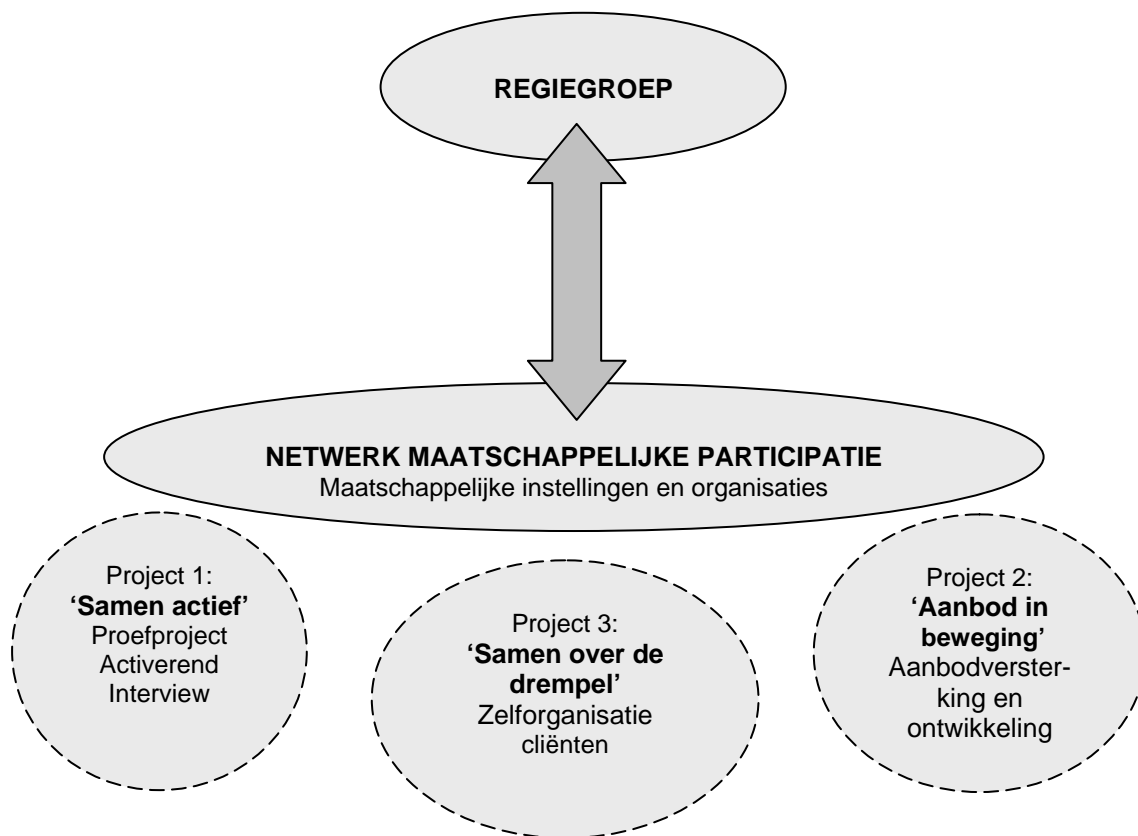 REGIEGROEP
NETWERK MAATSCHAPPELIJKE PARTICIPATIE
Maatschappelijke instellingen en organisaties
Project 1:
‘Samen actief’
Proefproject
Activerend
Interview
Project 3:
‘Samen over de
drempel’
Zelforganisatie
cliënten
Project 2:
‘Aanbod in
beweging’
Aanbodverster-
king en
ontwikkeling